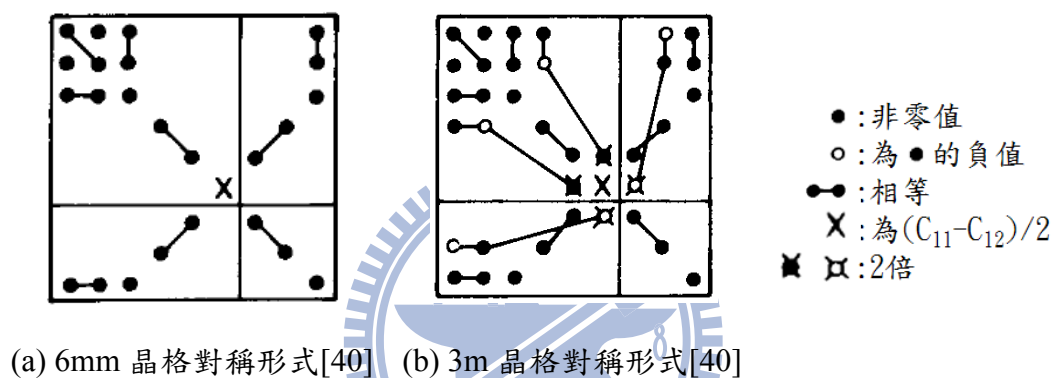 ●:非零值
○:為●的負值
●─●:相等
X:為(C₁₁-C₁₂)/2
✖ ¤:2倍
(a) 6mm 晶格對稱形式[40] (b) 3m 晶格對稱形式[40]